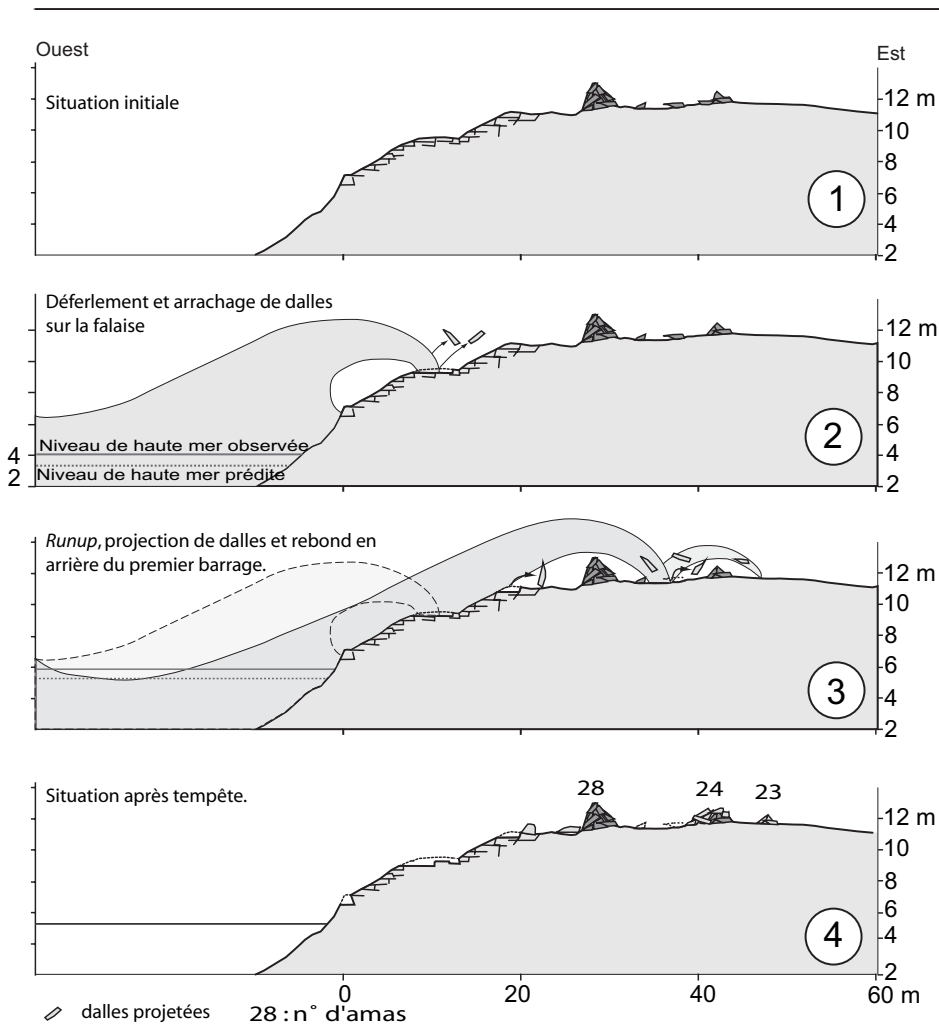 Ouest
Est
Situation initiale
12 m
10
8
6
4
2
1
Déferlement et arrachage de dalles
sur la falaise
12 m
10
8
6
4
2
Niveau de haute mer observée
4
Niveau de haute mer prédite
2
2
Runup, projection de dalles et rebond en
arrière du premier barrage.
12 m
10
8
6
4
2
3
Situation après tempête.
28
24
23
12 m
10
8
6
4
2
4
0
20
40
60 m
dalles projetées
28 : n° d'amas